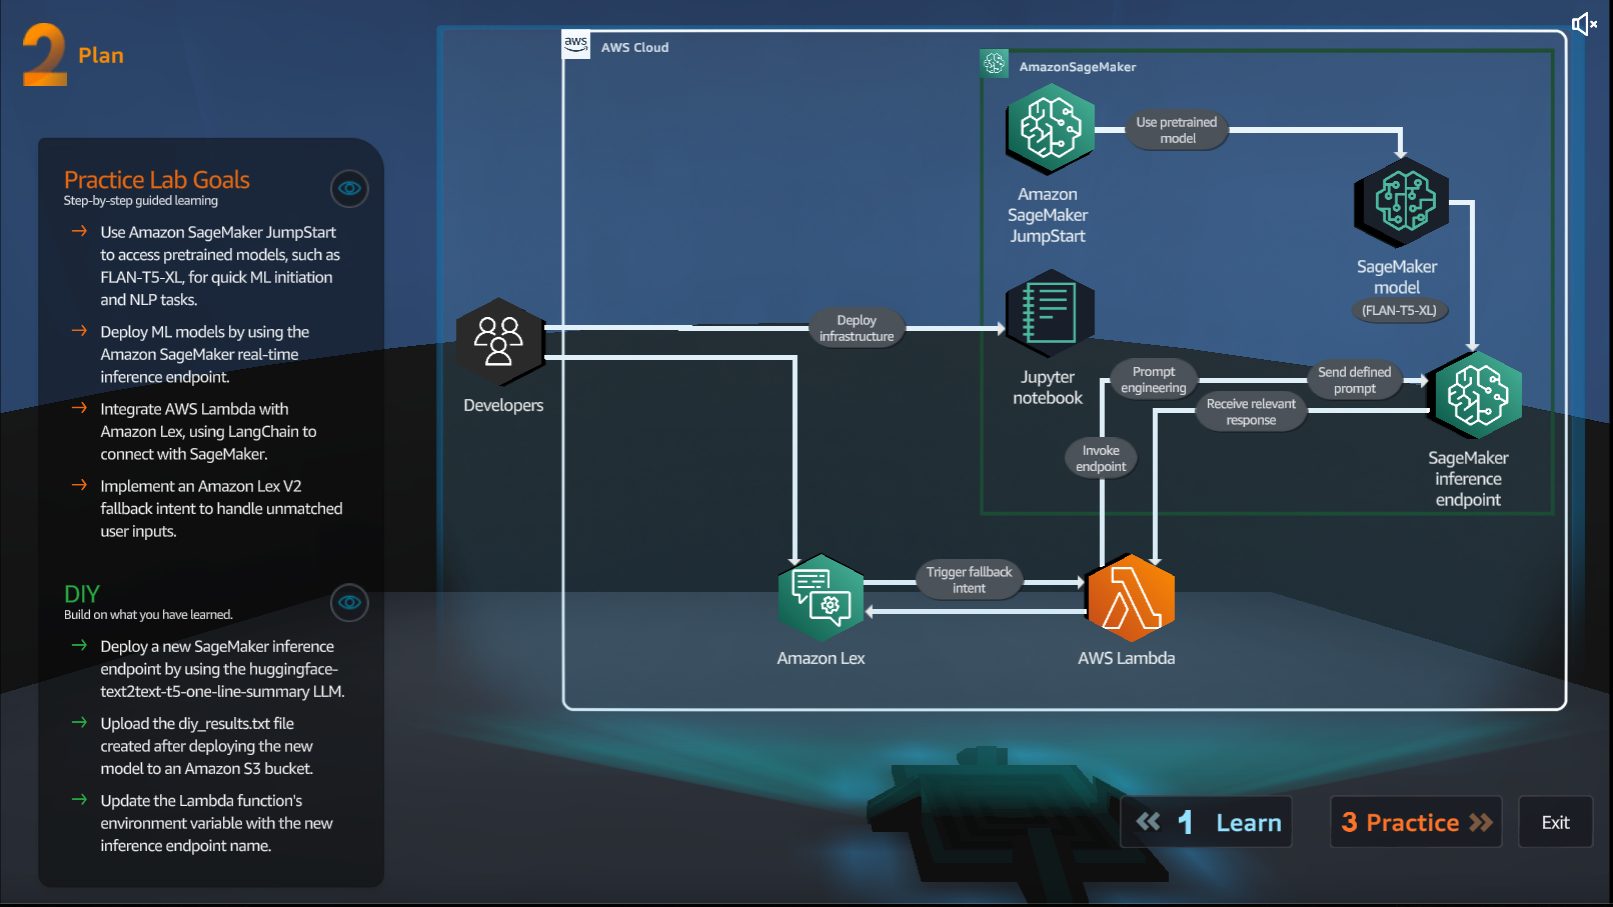 2 Plan
Practice Lab Goals
Step-by-step guided learning
Use Amazon SageMaker JumpStart
to access pretrained models, such as
FLAN-T5-XL, for quick ML initiation
and NLP tasks.
Deploy ML models by using the
Amazon SageMaker real-time
inference endpoint.
Integrate AWS Lambda with
Amazon Lex, using LangChain to
connect with SageMaker.
Implement an Amazon Lex V2
fallback intent to handle unmatched
user inputs.
DIY
Build on what you have learned.
Deploy a new SageMaker inference
endpoint by using the huggingface-
text2text-t5-one-line-summary LLM.
Upload the diy_results.txt file
created after deploying the new
model to an Amazon S3 bucket.
Update the Lambda function's
environment variable with the new
inference endpoint name.
aws
AWS Cloud
AmazonSageMaker
Amazon
SageMaker
JumpStart
Use pretrained
model
SageMaker
model
(FLAN-T5-XL)
Developers
Deploy
infrastructure
Jupyter
notebook
Prompt
engineering
Send defined
prompt
Receive relevant
response
Invoke
endpoint
SageMaker
inference
endpoint
Amazon Lex
Trigger fallback
intent
AWS Lambda
1 Learn
3 Practice
Exit